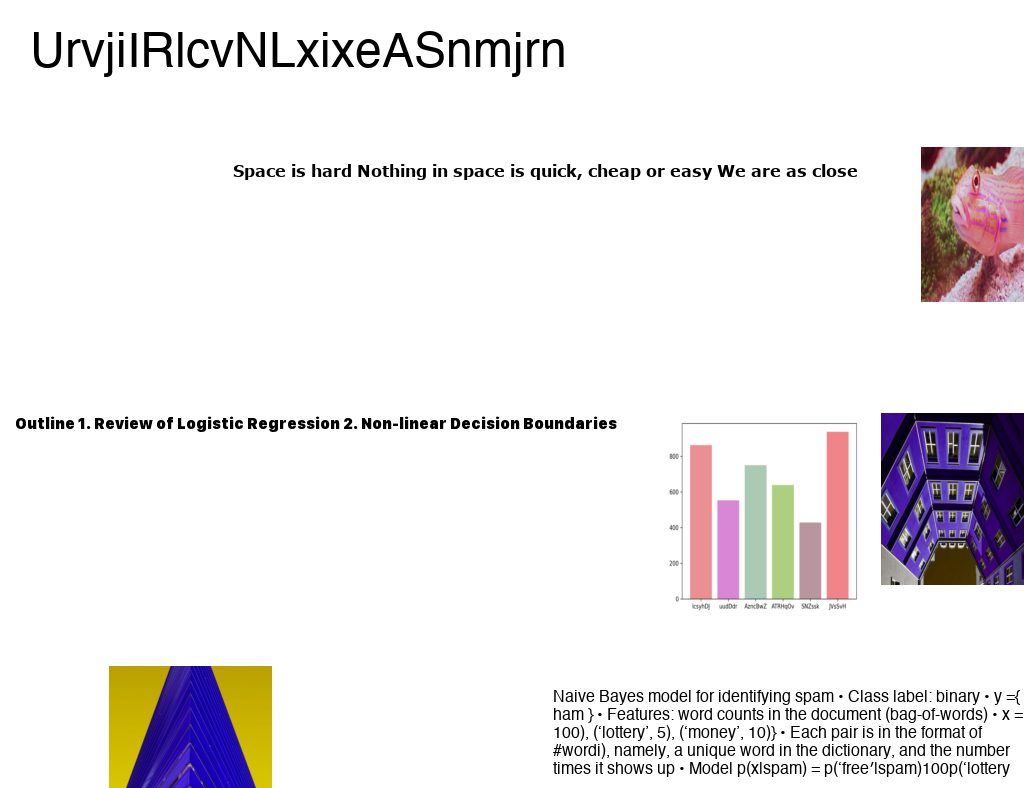 UrvjiIRlcvNLxixeASnmjrn
Space is hard Nothing in space is quick, cheap or easy We are as close
Outline 1. Review of Logistic Regression 2. Non-linear Decision Boundaries
800
600
400
200
0
IcsyhDJ uudDdr AzncBwZ ATRHqOv SNZssk JVsSvH
Naive Bayes model for identifying spam • Class label: binary • y ={
ham } • Features: word counts in the document (bag-of-words) • x =
100), (‘lottery’, 5), (‘money’, 10)} • Each pair is in the format of
#wordi), namely, a unique word in the dictionary, and the number
times it shows up • Model p(x|spam) = p(‘free′|spam)100p(‘lottery